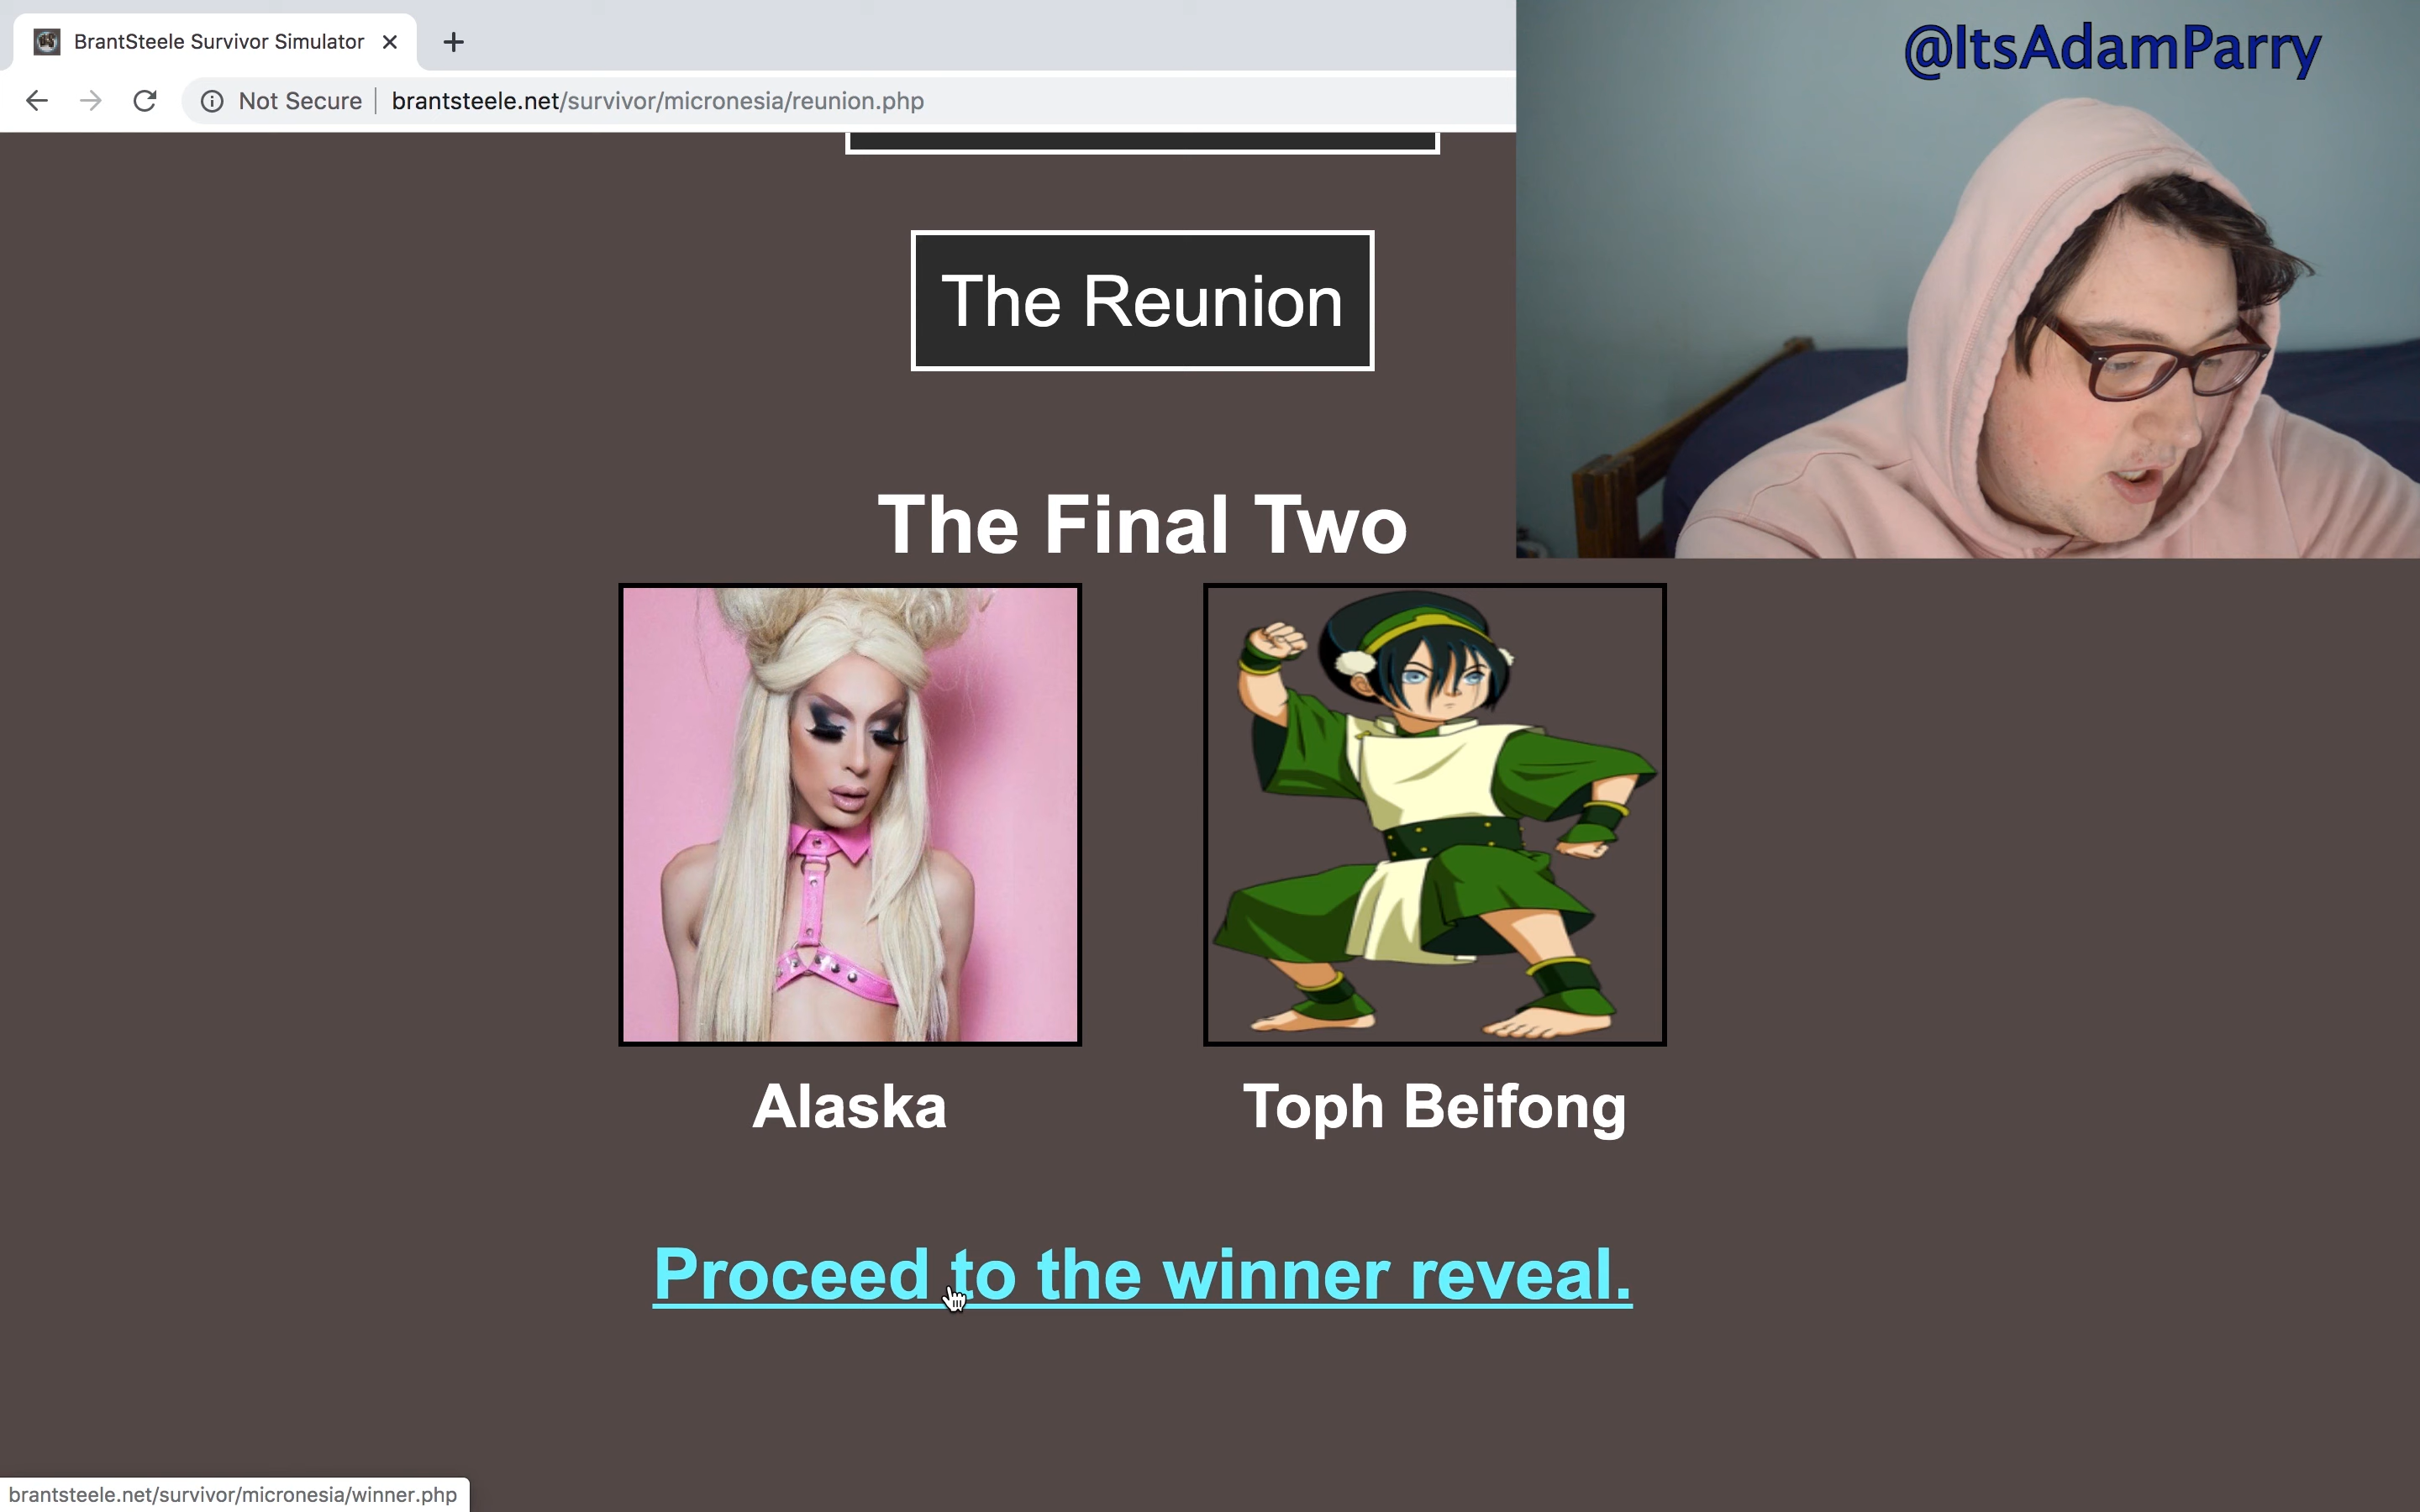 BrantSteele Survivor Simulator
@ItsAdamParry
Not Secure
brantsteele.net/survivor/micronesia/reunion.php
The Reunion
The Final Two
Alaska
Toph Beifong
Proceed to the winner reveal.
brantsteele.net/survivor/micronesia/winner.php